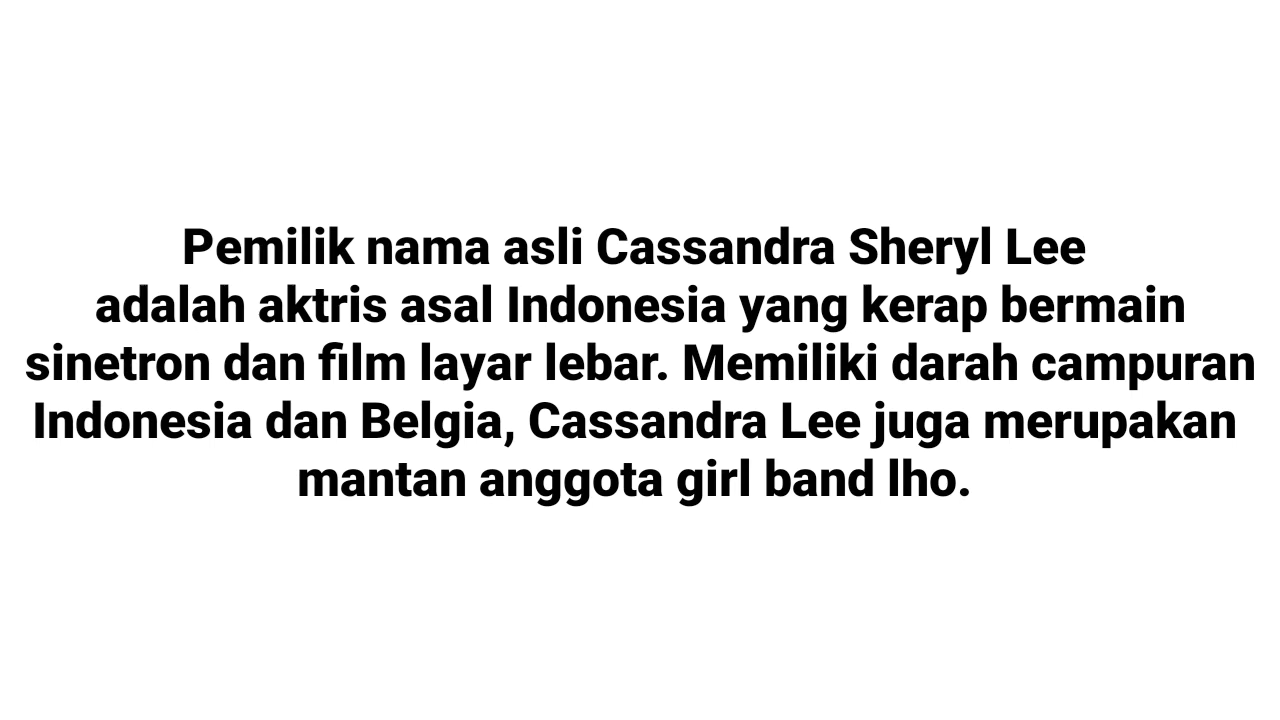 Pemilik nama asli Cassandra Sheryl Lee
adalah aktris asal Indonesia yang kerap bermain
sinetron dan film layar lebar. Memiliki darah campuran
Indonesia dan Belgia, Cassandra Lee juga merupakan
mantan anggota girl band lho.